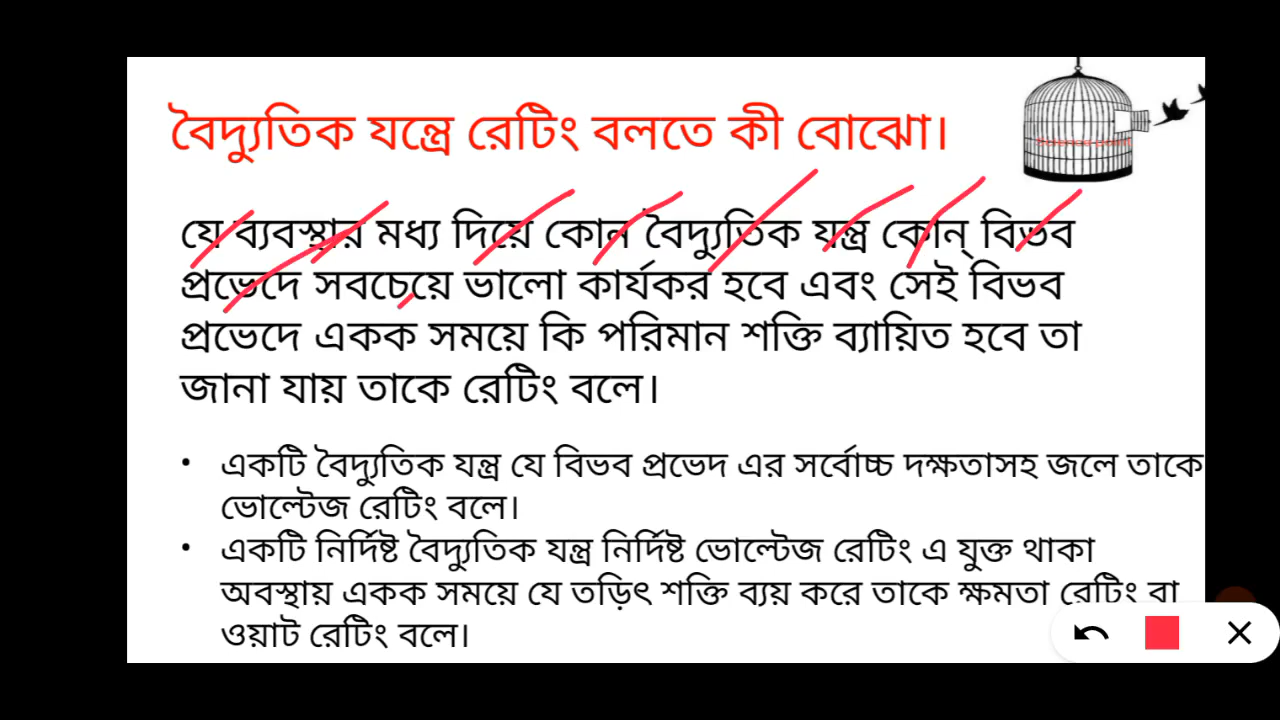 বৈদ্যুতিক যন্ত্রে রেটিং বলতে কী বোঝো।
যে ব্যবস্থার মধ্য দিয়ে কোন বৈদ্যুতিক যন্ত্র কোন্ বিভব
প্রভেদে সবচেয়ে ভালো কার্যকর হবে এবং সেই বিভব
প্রভেদে একক সময়ে কি পরিমান শক্তি ব্যায়িত হবে তা
জানা যায় তাকে রেটিং বলে।
• একটি বৈদ্যুতিক যন্ত্র যে বিভব প্রভেদ এর সর্বোচ্চ দক্ষতাসহ জলে তাকে
ভোল্টেজ রেটিং বলে।
• একটি নির্দিষ্ট বৈদ্যুতিক যন্ত্র নির্দিষ্ট ভোল্টেজ রেটিং এ যুক্ত থাকা
অবস্থায় একক সময়ে যে তড়িৎ শক্তি ব্যয় করে তাকে ক্ষমতা রেটিং বা
ওয়াট রেটিং বলে।